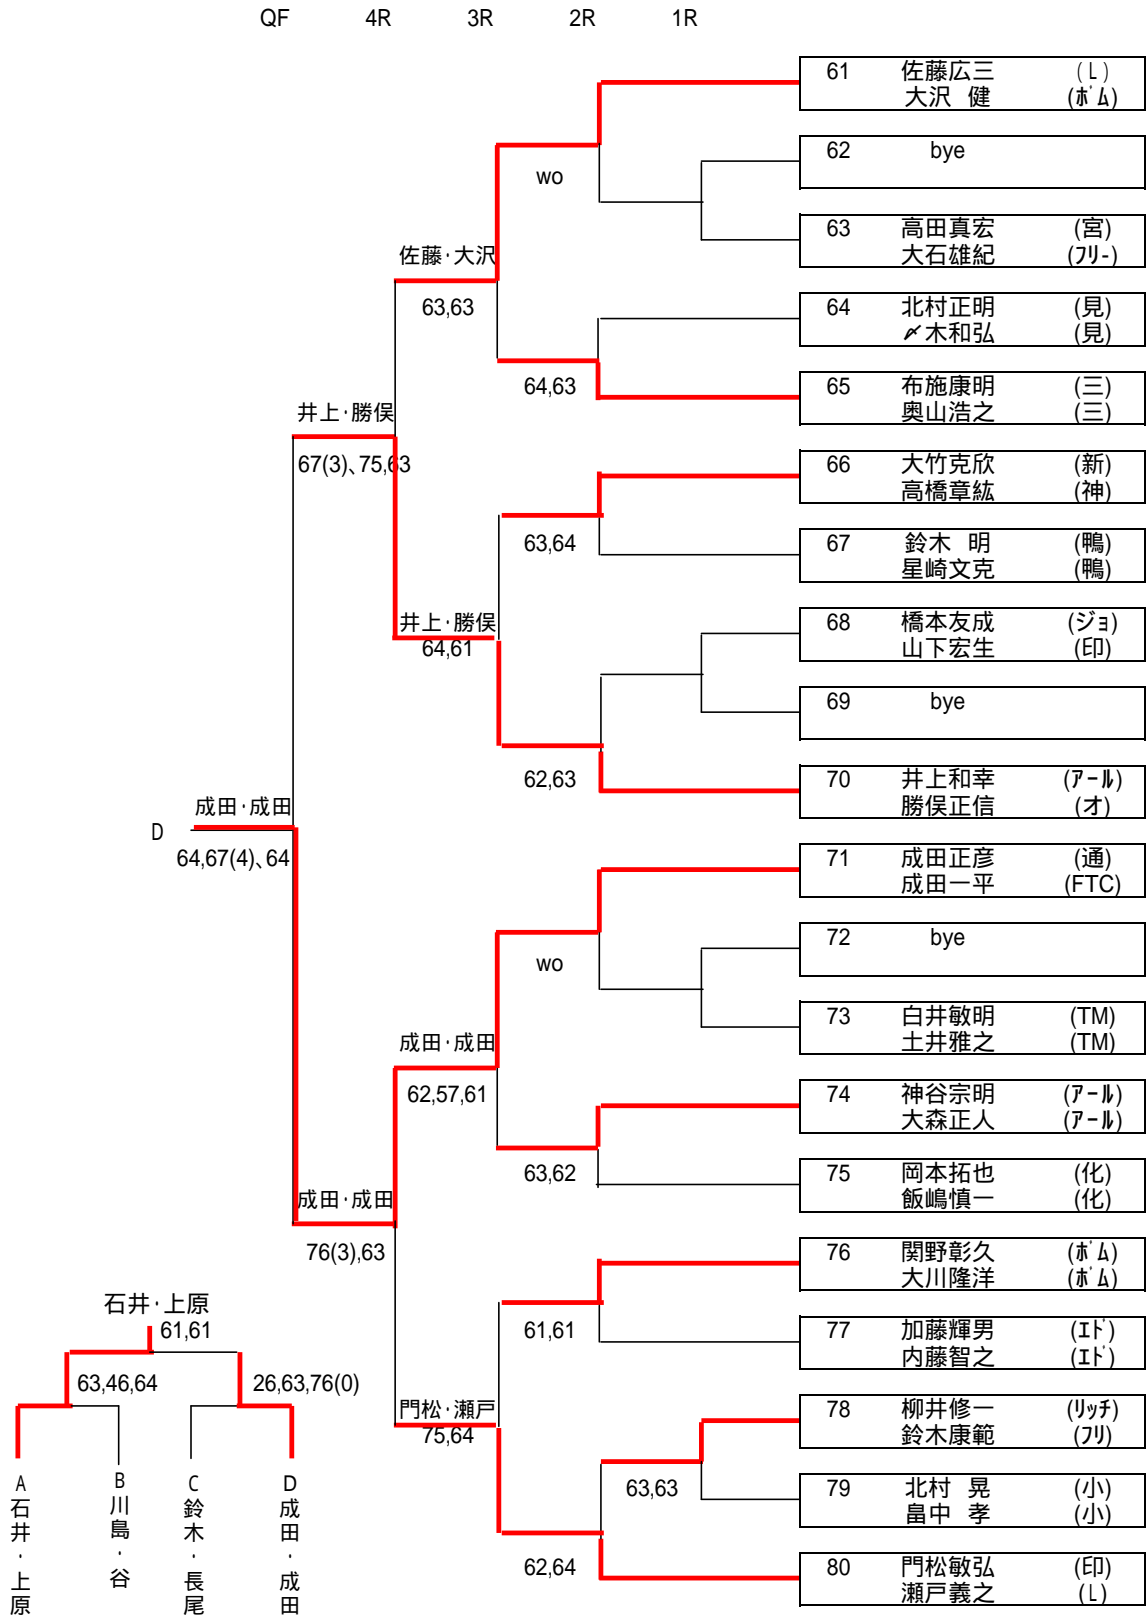 QF 4R 3R 2R 1R
61 佐藤広三 (L)
大沢 健 (ボム)
62 bye
wo
63 高田真宏 (宮)
大石雄紀 (フリー)
佐藤・大沢
63,63
64 北村正明 (見)
〆木和弘 (見)
64,63
65 布施康明 (三)
奥山浩之 (三)
井上・勝俣
67(3)、75,63
66 大竹克欣 (新)
高橋章紘 (神)
63,64
67 鈴木 明 (鴨)
星崎文克 (鴨)
井上・勝俣
64,61
68 橋本友成 (ジョ)
山下宏生 (印)
69 bye
62,63
70 井上和幸 (アール)
勝俣正信 (オ)
成田・成田
D
64,67(4)、64
71 成田正彦 (通)
成田一平 (FTC)
72 bye
wo
73 白井敏明 (TM)
土井雅之 (TM)
成田・成田
62,57,61
74 神谷宗明 (アール)
大森正人 (アール)
63,62
75 岡本拓也 (化)
飯嶋慎一 (化)
成田・成田
76(3),63
76 関野彰久 (ボム)
大川隆洋 (ボム)
61,61
77 加藤輝男 (エド)
内藤智之 (エド)
門松・瀬戸
75,64
78 柳井修一 (リッチ)
鈴木康範 (フリ)
63,63
79 北村 晃 (小)
畠中 孝 (小)
62,64
80 門松敏弘 (印)
瀬戸義之 (L)
石井・上原
61,61
63,46,64
26,63,76(0)
A 石井・上原
B 川島・谷
C 鈴木・長尾
D 成田・成田